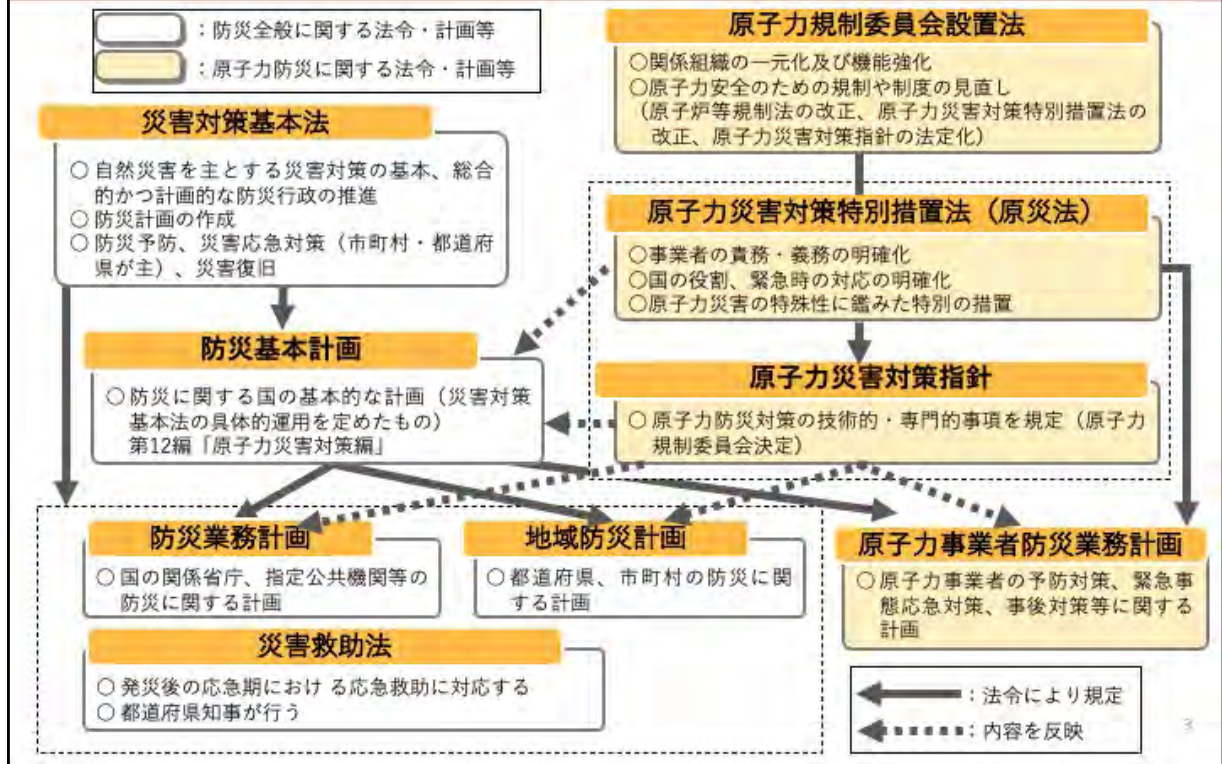 ：防災全般に関する法令・計画等
：原子力防災に関する法令・計画等
原子力規制委員会設置法
○関係組織の一元化及び機能強化
○原子力安全のための規制や制度の見直し
（原子炉等規制法の改正、原子力災害対策特別措置法の
改正、原子力災害対策指針の法定化）
災害対策基本法
○自然災害を主とする災害対策の基本、総合
的かつ計画的な防災行政の推進
○防災計画の作成
○防災予防、災害応急対策（市町村・都道府
県が主）、災害復旧
原子力災害対策特別措置法（原災法）
○事業者の責務・義務の明確化
○国の役割、緊急時の対応の明確化
○原子力災害の特殊性に鑑みた特別の措置
防災基本計画
○防災に関する国の基本的な計画（災害対策
基本法の具体的運用を定めたもの）
第12編「原子力災害対策編」
原子力災害対策指針
○原子力防災対策の技術的・専門的事項を規定（原子力
規制委員会決定）
防災業務計画
○国の関係省庁、指定公共機関等の
防災に関する計画
地域防災計画
○都道府県、市町村の防災に関
する計画
原子力事業者防災業務計画
○原子力事業者の予防対策、緊急事
態応急対策、事後対策等に関する
計画
災害救助法
○発災後の応急期における応急救助に対応する
○都道府県知事が行う
：法令により規定
：内容を反映
3